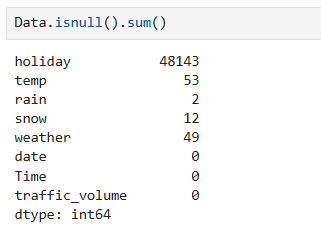 Data.isnull().sum()
holiday 48143
temp 53
rain 2
snow 12
weather 49
date 0
Time 0
traffic_volume 0
dtype: int64